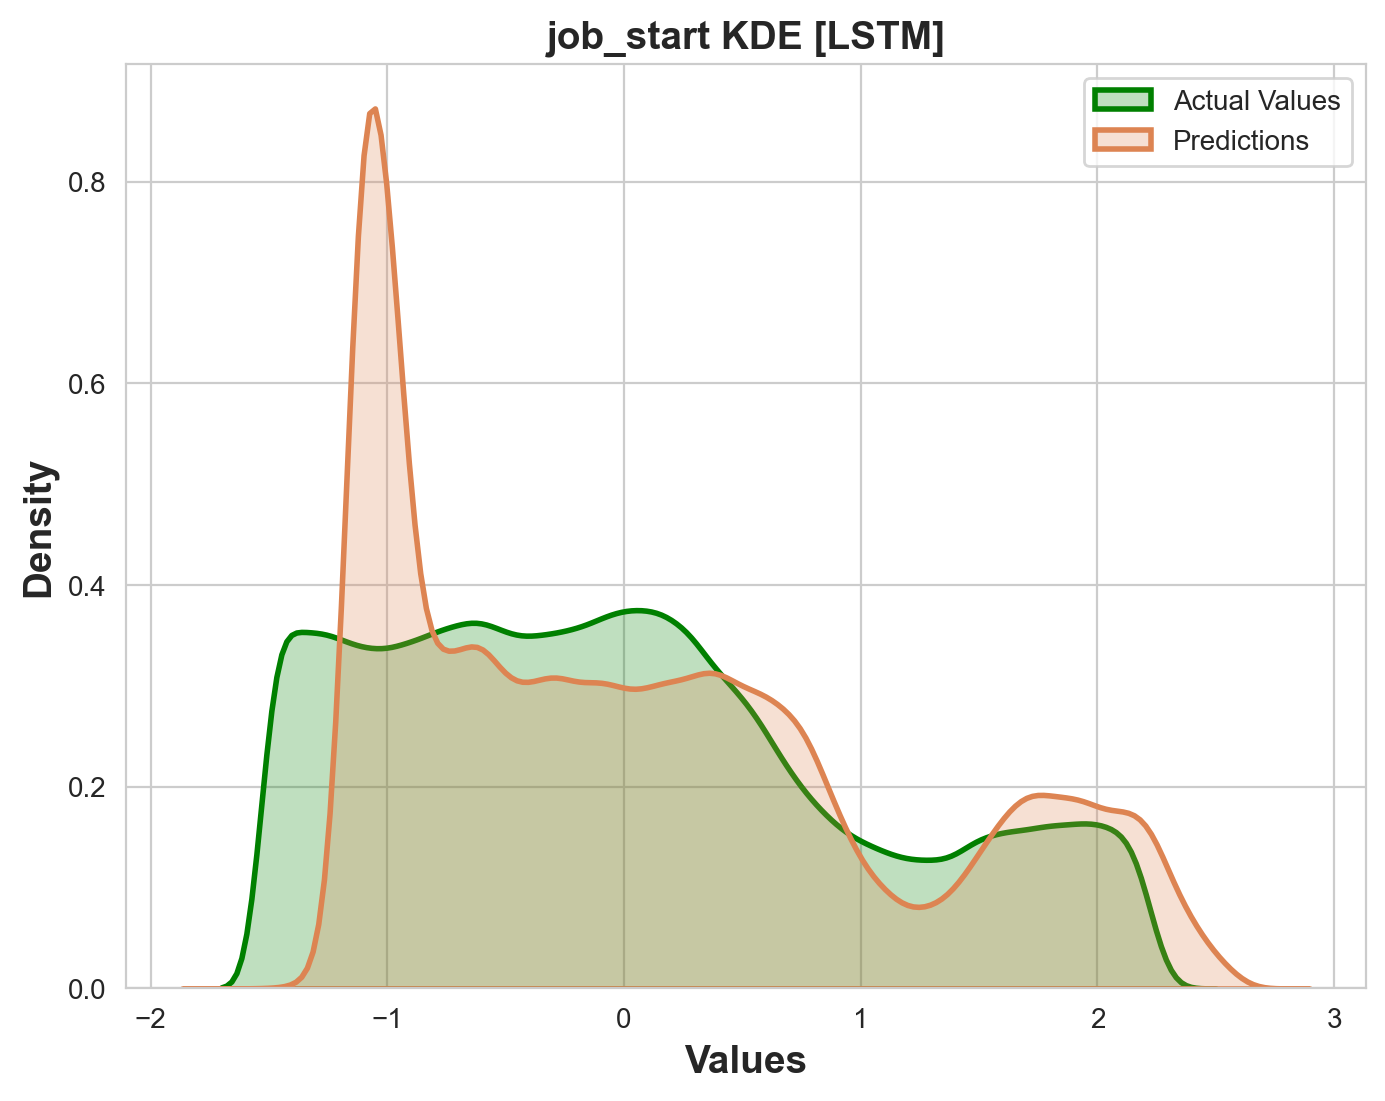 job_start KDE [LSTM]
Actual Values
Predictions
Density
0.8
0.6
0.4
0.2
0.0
−2
−1
0
1
2
3
Values